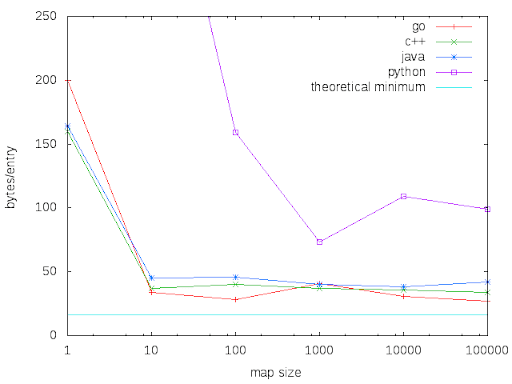 250
200
150
100
50
0
bytes/entry
go
c++
java
python
theoretical minimum
1 10 100 1000 10000 100000
map size